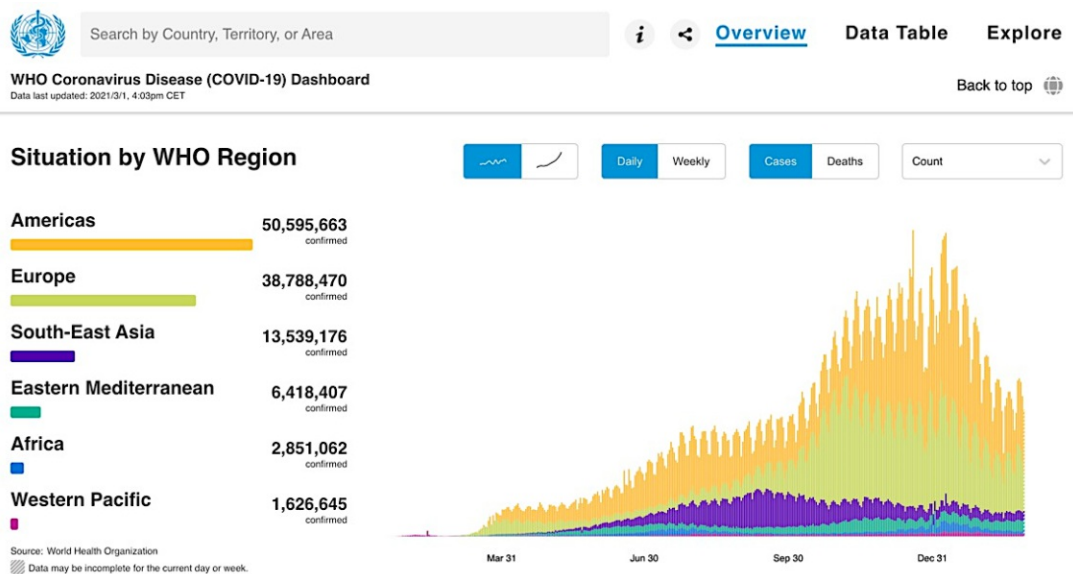 Search by Country, Territory, or Area
i
Overview
Data Table
Explore
WHO Coronavirus Disease (COVID-19) Dashboard
Data last updated: 2021/3/1, 4:03pm CET
Back to top
Situation by WHO Region
Daily
Weekly
Cases
Deaths
Count
Americas
50,595,663
confirmed
Europe
38,788,470
confirmed
South-East Asia
13,539,176
confirmed
Eastern Mediterranean
6,418,407
confirmed
Africa
2,851,062
confirmed
Western Pacific
1,626,645
confirmed
Source: World Health Organization
Data may be incomplete for the current day or week.
Mar 31
Jun 30
Sep 30
Dec 31